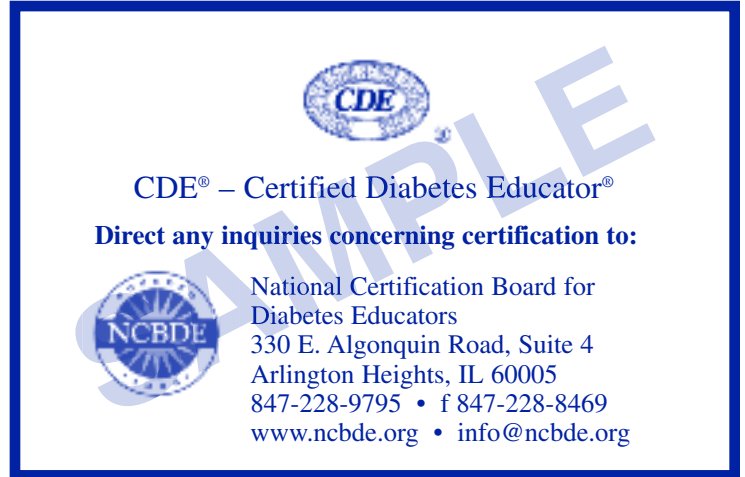 CDE
®
SAMPLE
CDE® – Certified Diabetes Educator®
Direct any inquiries concerning certification to:
NCBDE
National Certification Board for
Diabetes Educators
330 E. Algonquin Road, Suite 4
Arlington Heights, IL 60005
847-228-9795 • f 847-228-8469
www.ncbde.org • info@ncbde.org